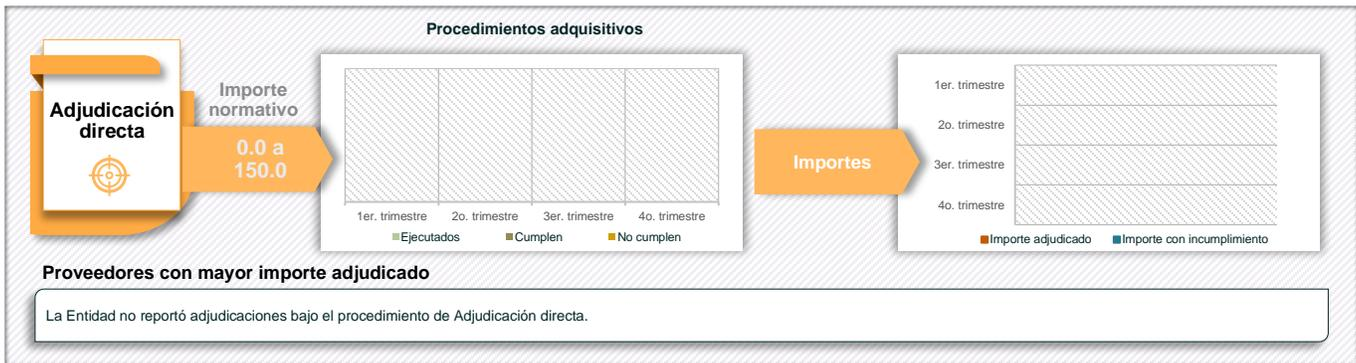 Procedimientos adquisitivos
Adjudicación
directa
Importe
normativo
0.0 a
150.0
1er. trimestre
2o. trimestre
3er. trimestre
4o. trimestre
Ejecutados
Cumplen
No cumplen
Importes
1er. trimestre
2o. trimestre
3er. trimestre
4o. trimestre
Importe adjudicado
Importe con incumplimiento
Proveedores con mayor importe adjudicado
La Entidad no reportó adjudicaciones bajo el procedimiento de Adjudicación directa.